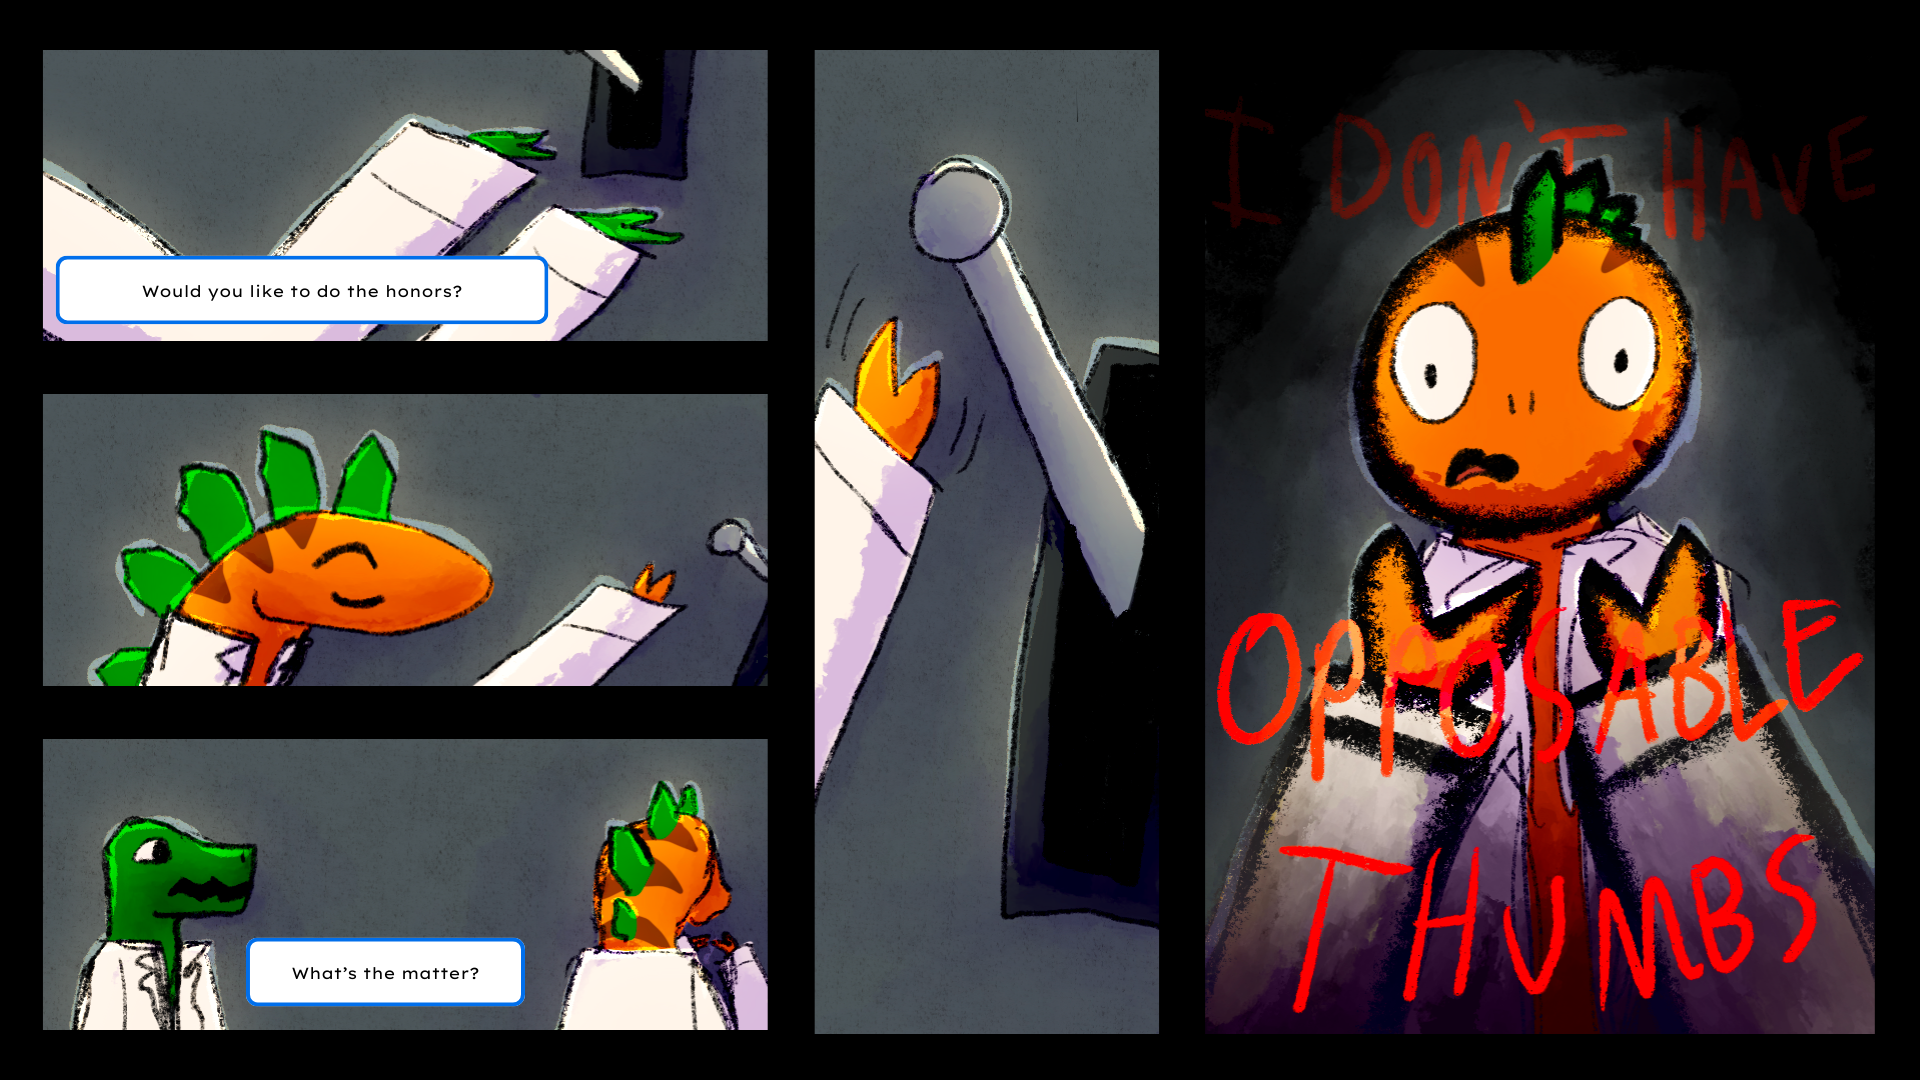 Would you like to do the honors?
What's the matter?
I DON'T HAVE
OPPOSABLE
THUMBS